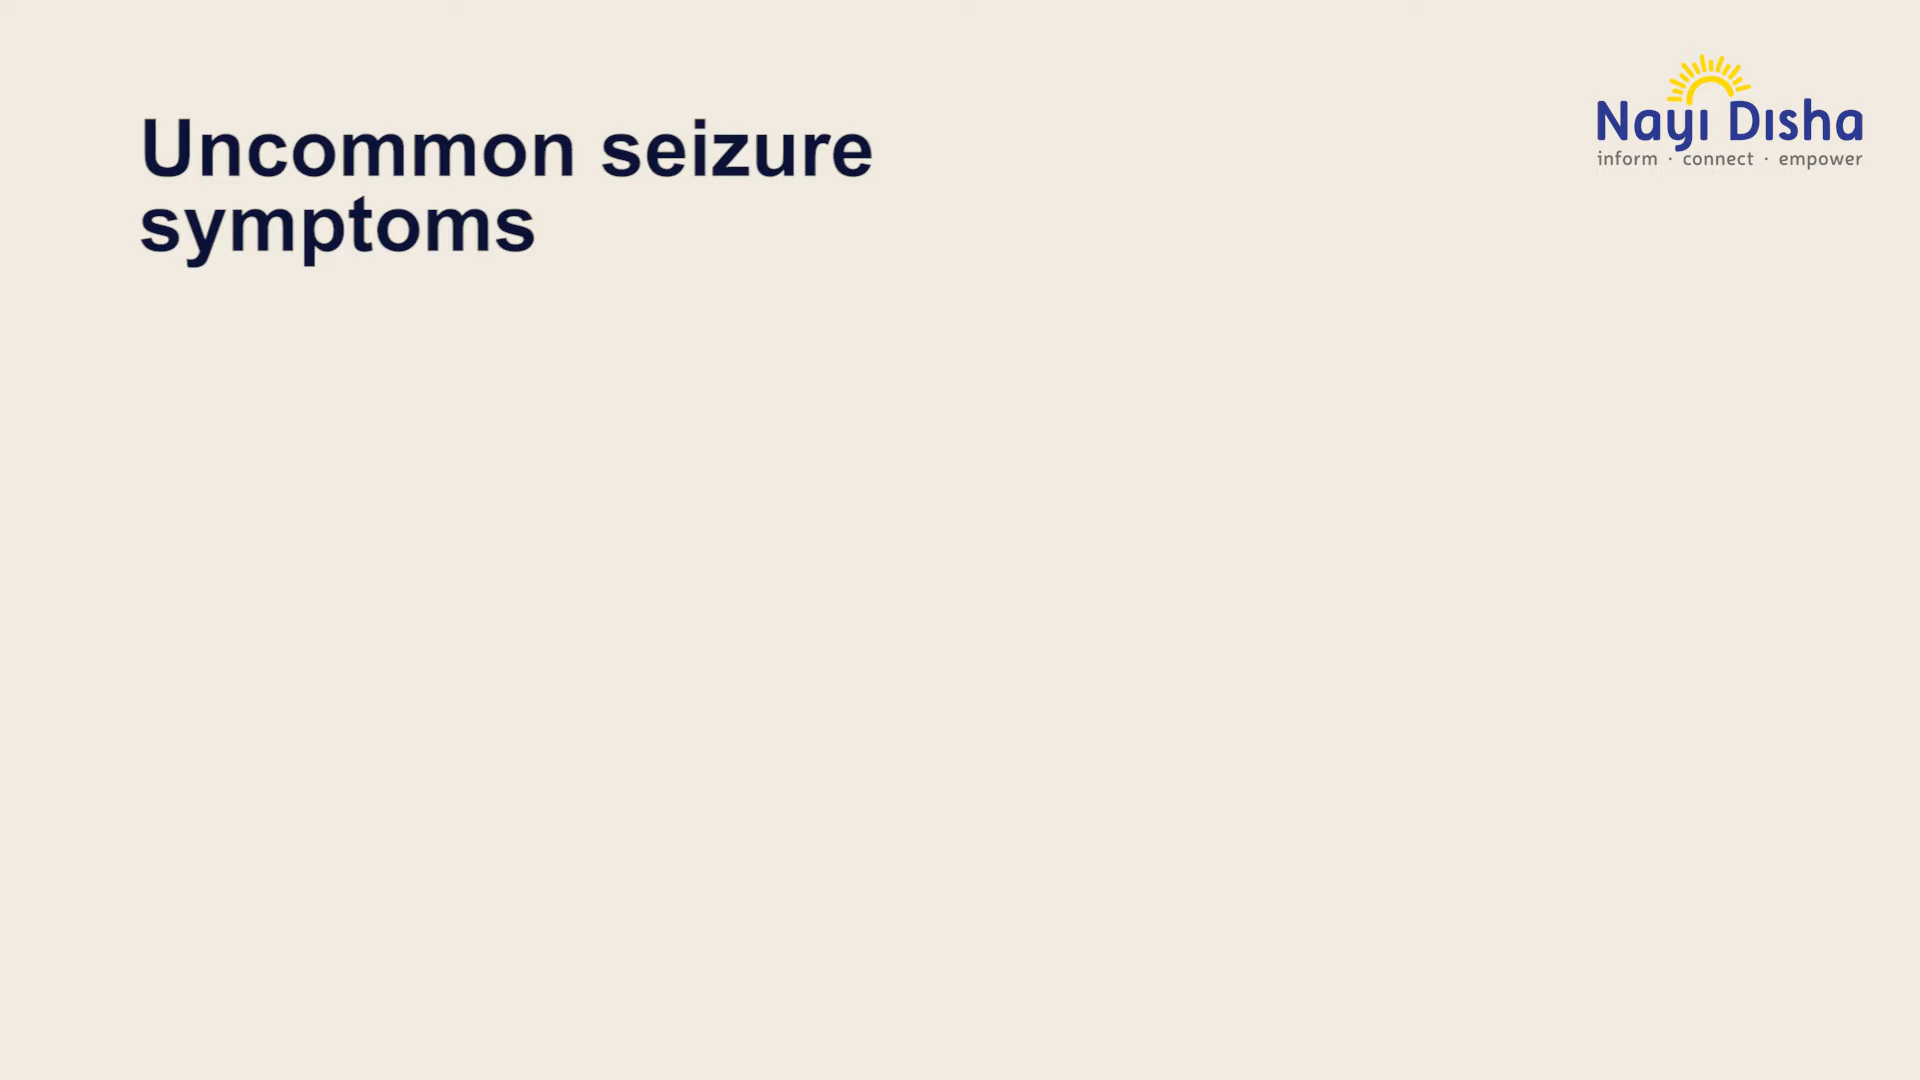 Uncommon seizure
symptoms
Nayi Disha
inform · connect · empower